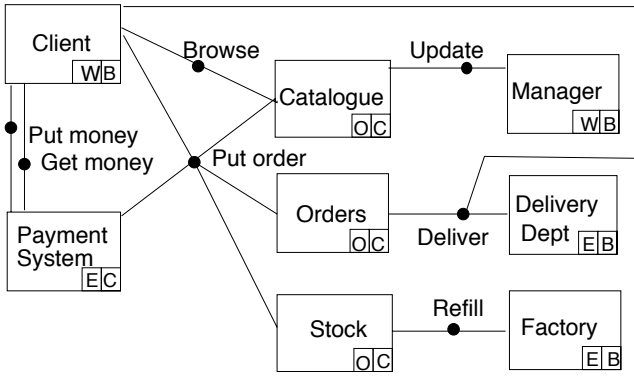 Client
W B
Browse
Update
Catalogue
O C
Manager
W B
Put money
Get money
Put order
Payment
System
E C
Orders
O C
Deliver
Delivery
Dept
E B
Stock
O C
Refill
Factory
E B